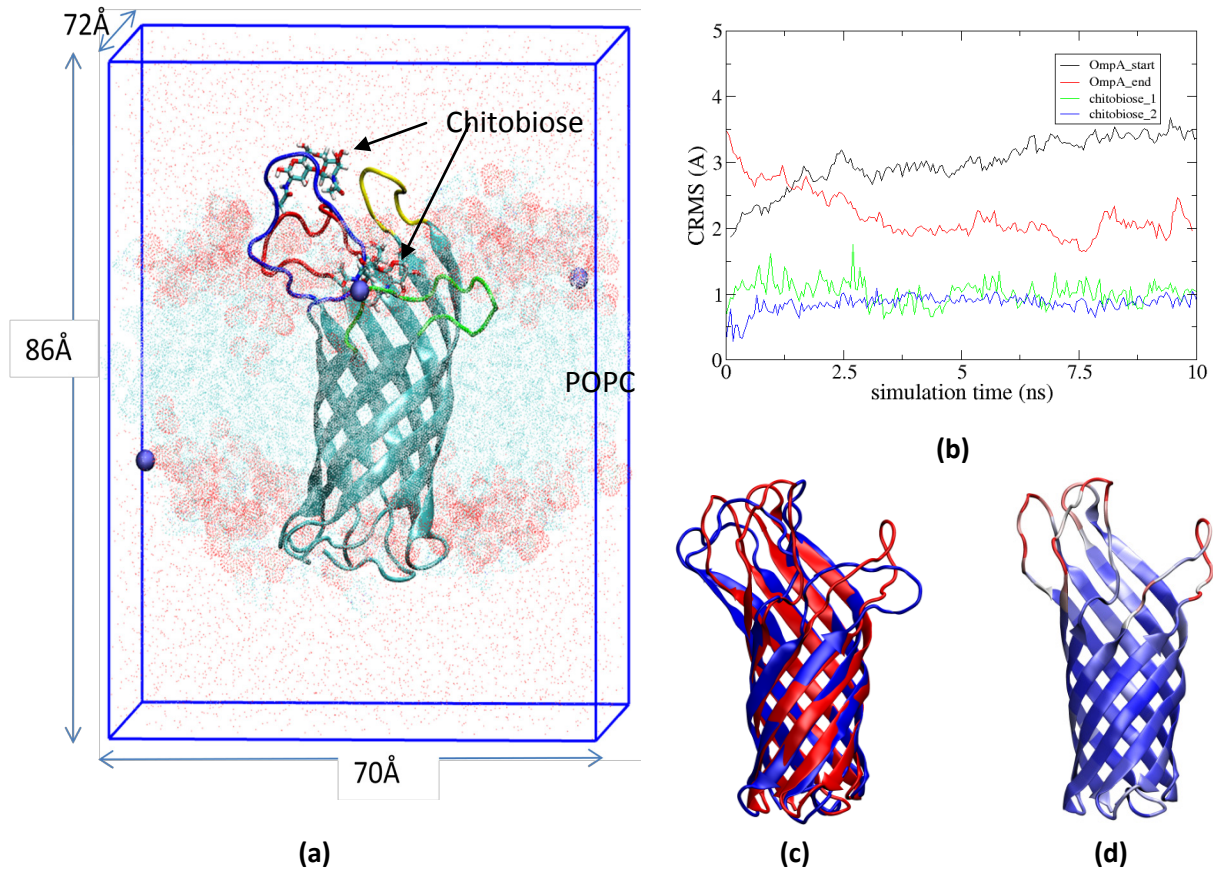 72Å
Chitobiose
86Å
POPC
70Å
(a)
5
4
3
2
1
0
CRMS (A)
OmpA_start
OmpA_end
chitobiose_1
chitobiose_2
0 2.5 5 7.5 10
simulation time (ns)
(b)
(c) (d)